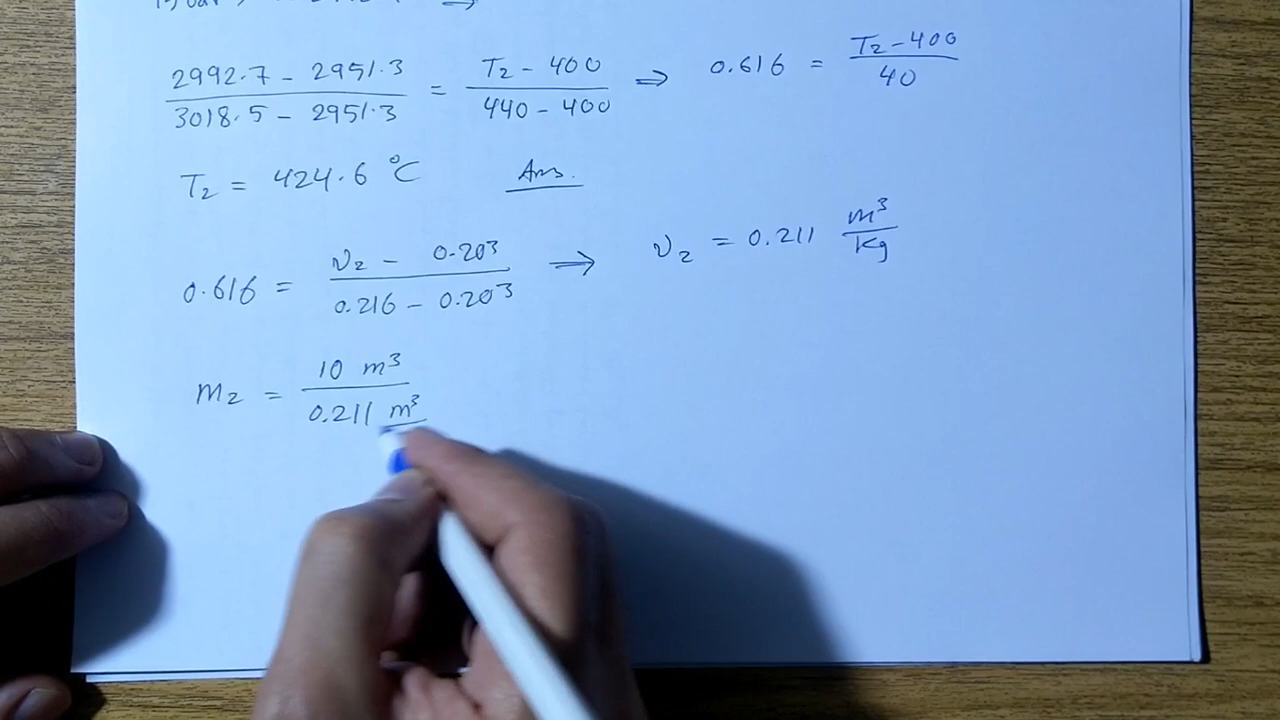 (2992.7 - 2951.3)/(3018.5 - 2951.3) = (T2 - 400)/(440 - 400) ⇒ 0.616 = (T2 - 400)/40
T2 = 424.6 °C Ans.
0.616 = (υ2 - 0.203)/(0.216 - 0.203) ⇒ υ2 = 0.211 m³/kg
m2 = 10 m³/0.211 m³